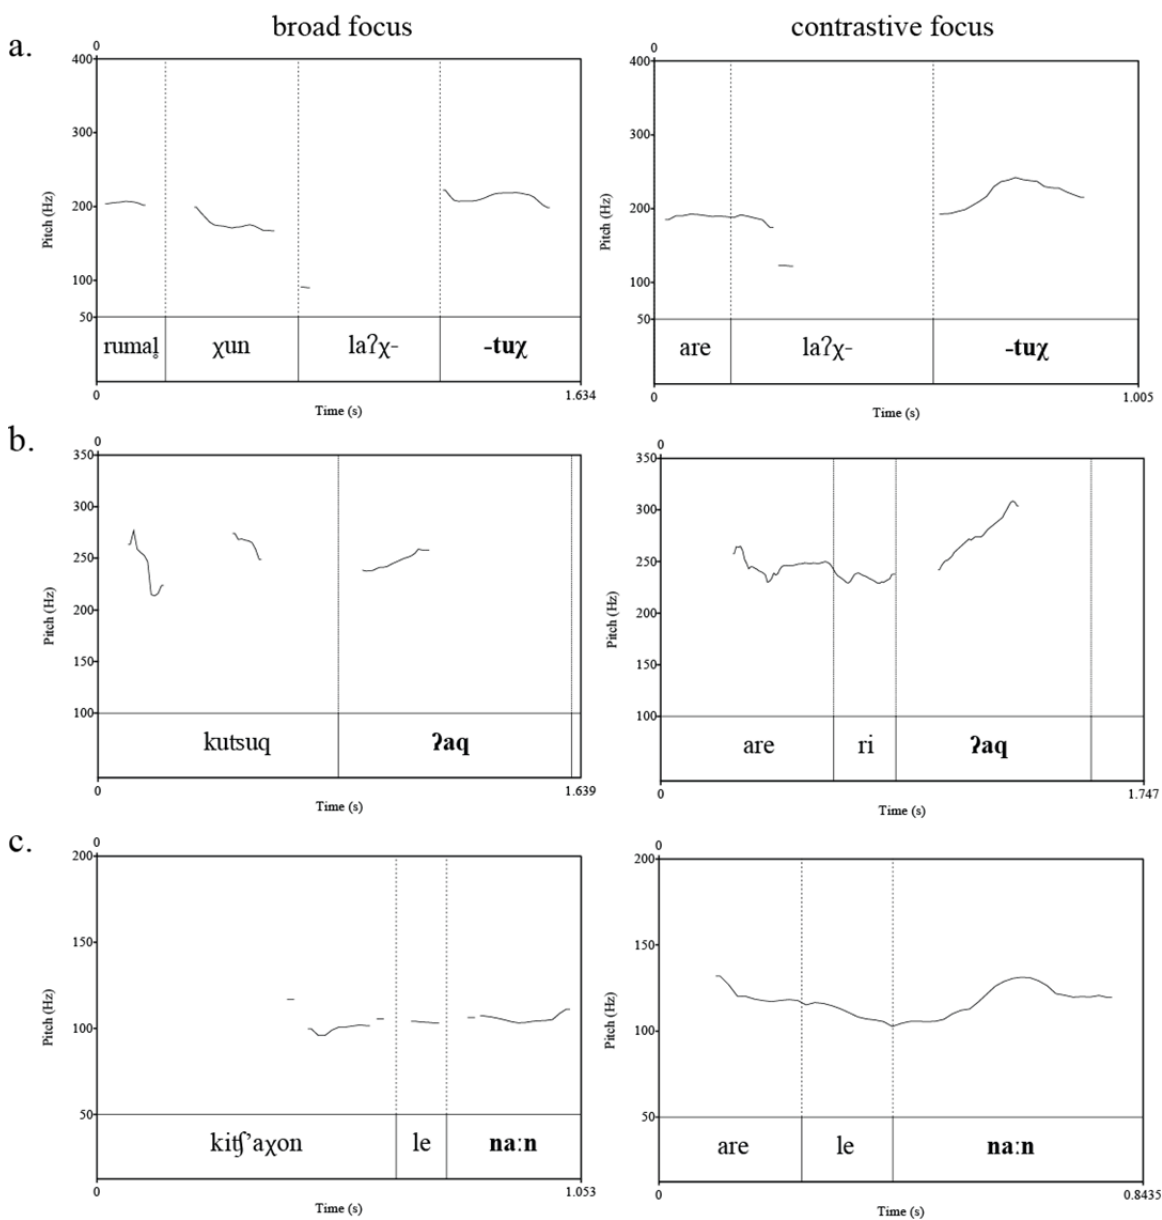 broad focus
contrastive focus
a.
0
400
300
200
100
50
Pitch (Hz)
rumal̥ χun laʔχ- -tuχ
0 1.634
Time (s)
0
400
300
200
100
50
Pitch (Hz)
are laʔχ- -tuχ
0 1.005
Time (s)
b.
0
350
300
250
200
150
100
Pitch (Hz)
kutsuq ʔaq
0 1.639
Time (s)
0
350
300
250
200
150
100
Pitch (Hz)
are ri ʔaq
0 1.747
Time (s)
c.
0
200
150
100
50
Pitch (Hz)
kitʃ’aχon le na:n
0 1.053
Time (s)
0
200
150
100
50
Pitch (Hz)
are le na:n
0 0.8435
Time (s)